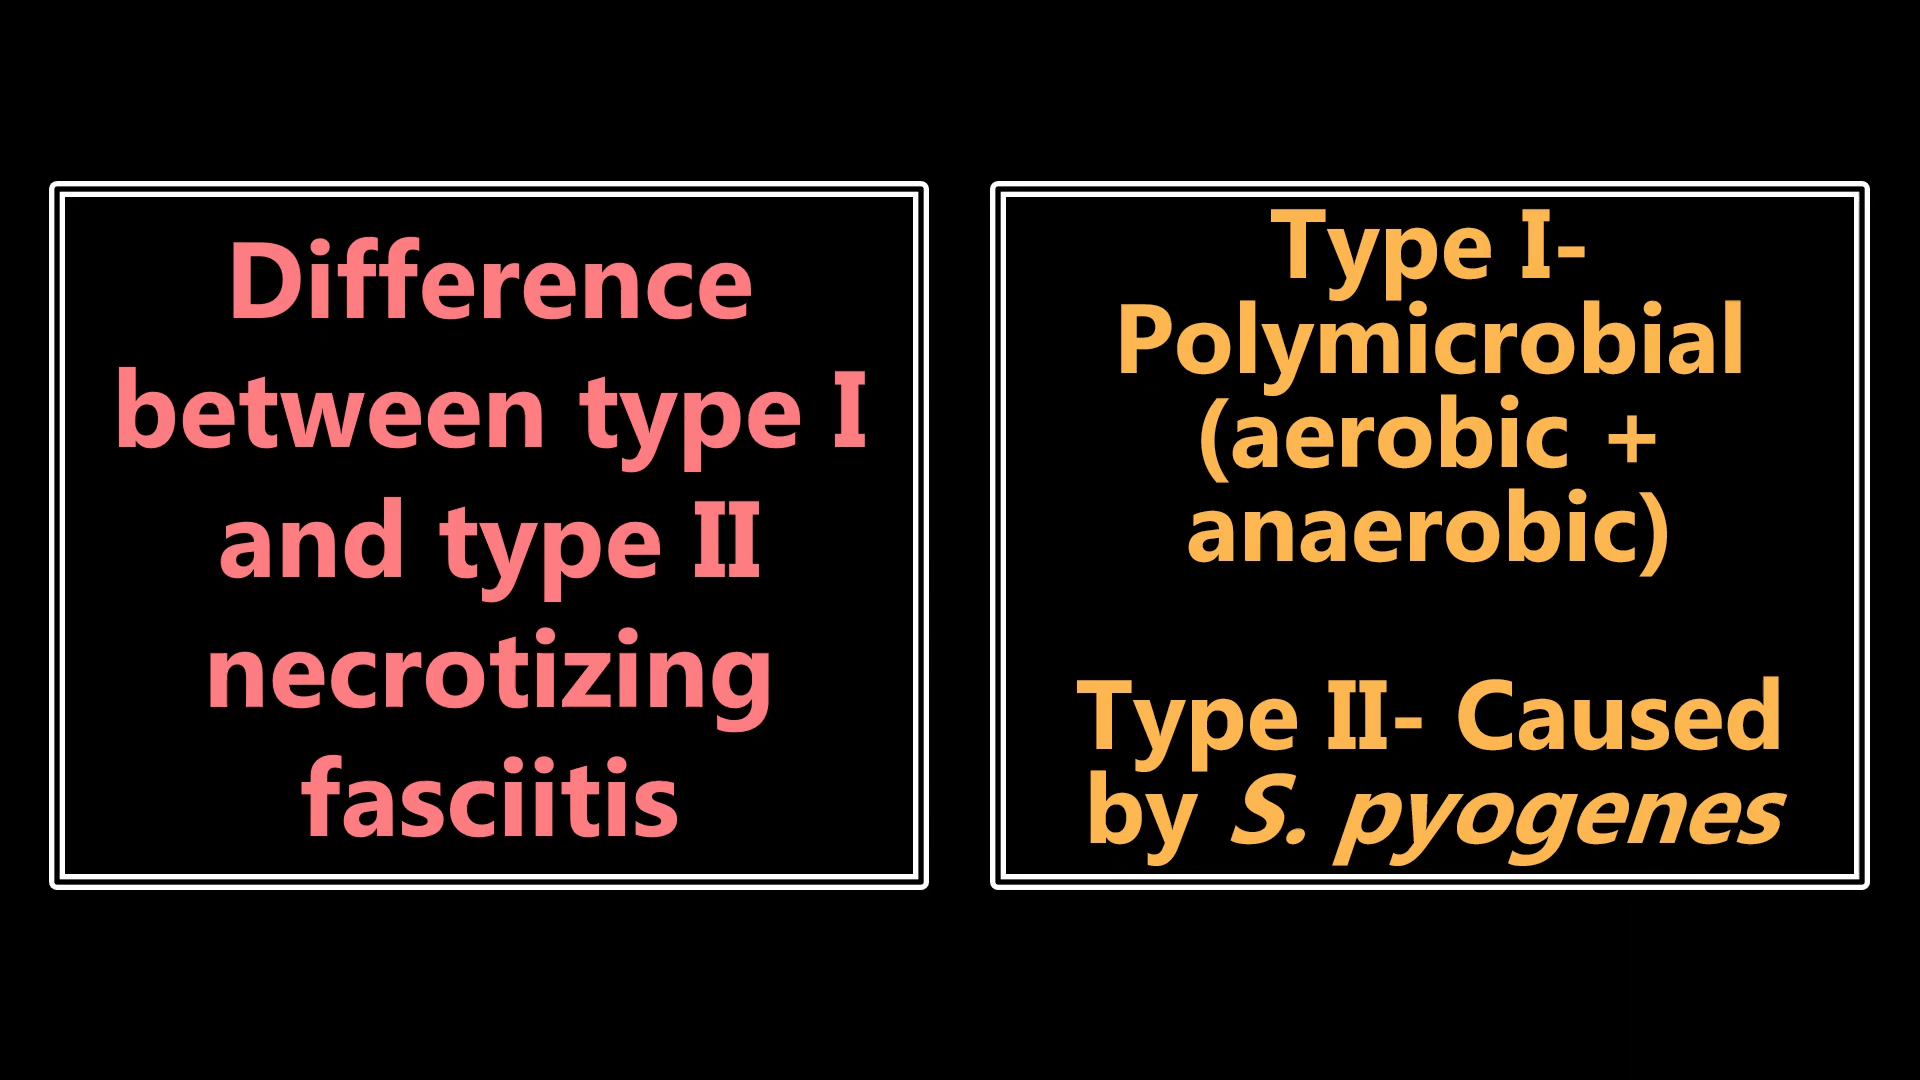 Difference
between type I
and type II
necrotizing
fasciitis
Type I-
Polymicrobial
(aerobic +
anaerobic)
Type II- Caused
by S. pyogenes